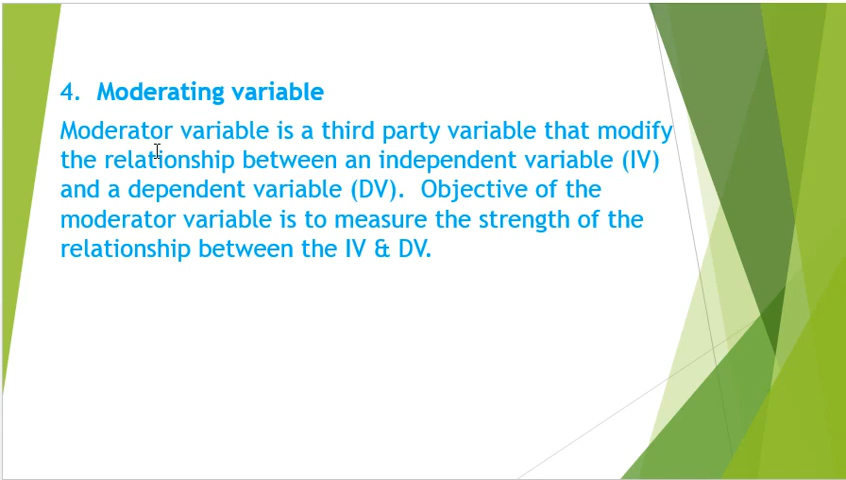 4. Moderating variable
Moderator variable is a third party variable that modify
the relationship between an independent variable (IV)
and a dependent variable (DV). Objective of the
moderator variable is to measure the strength of the
relationship between the IV & DV.